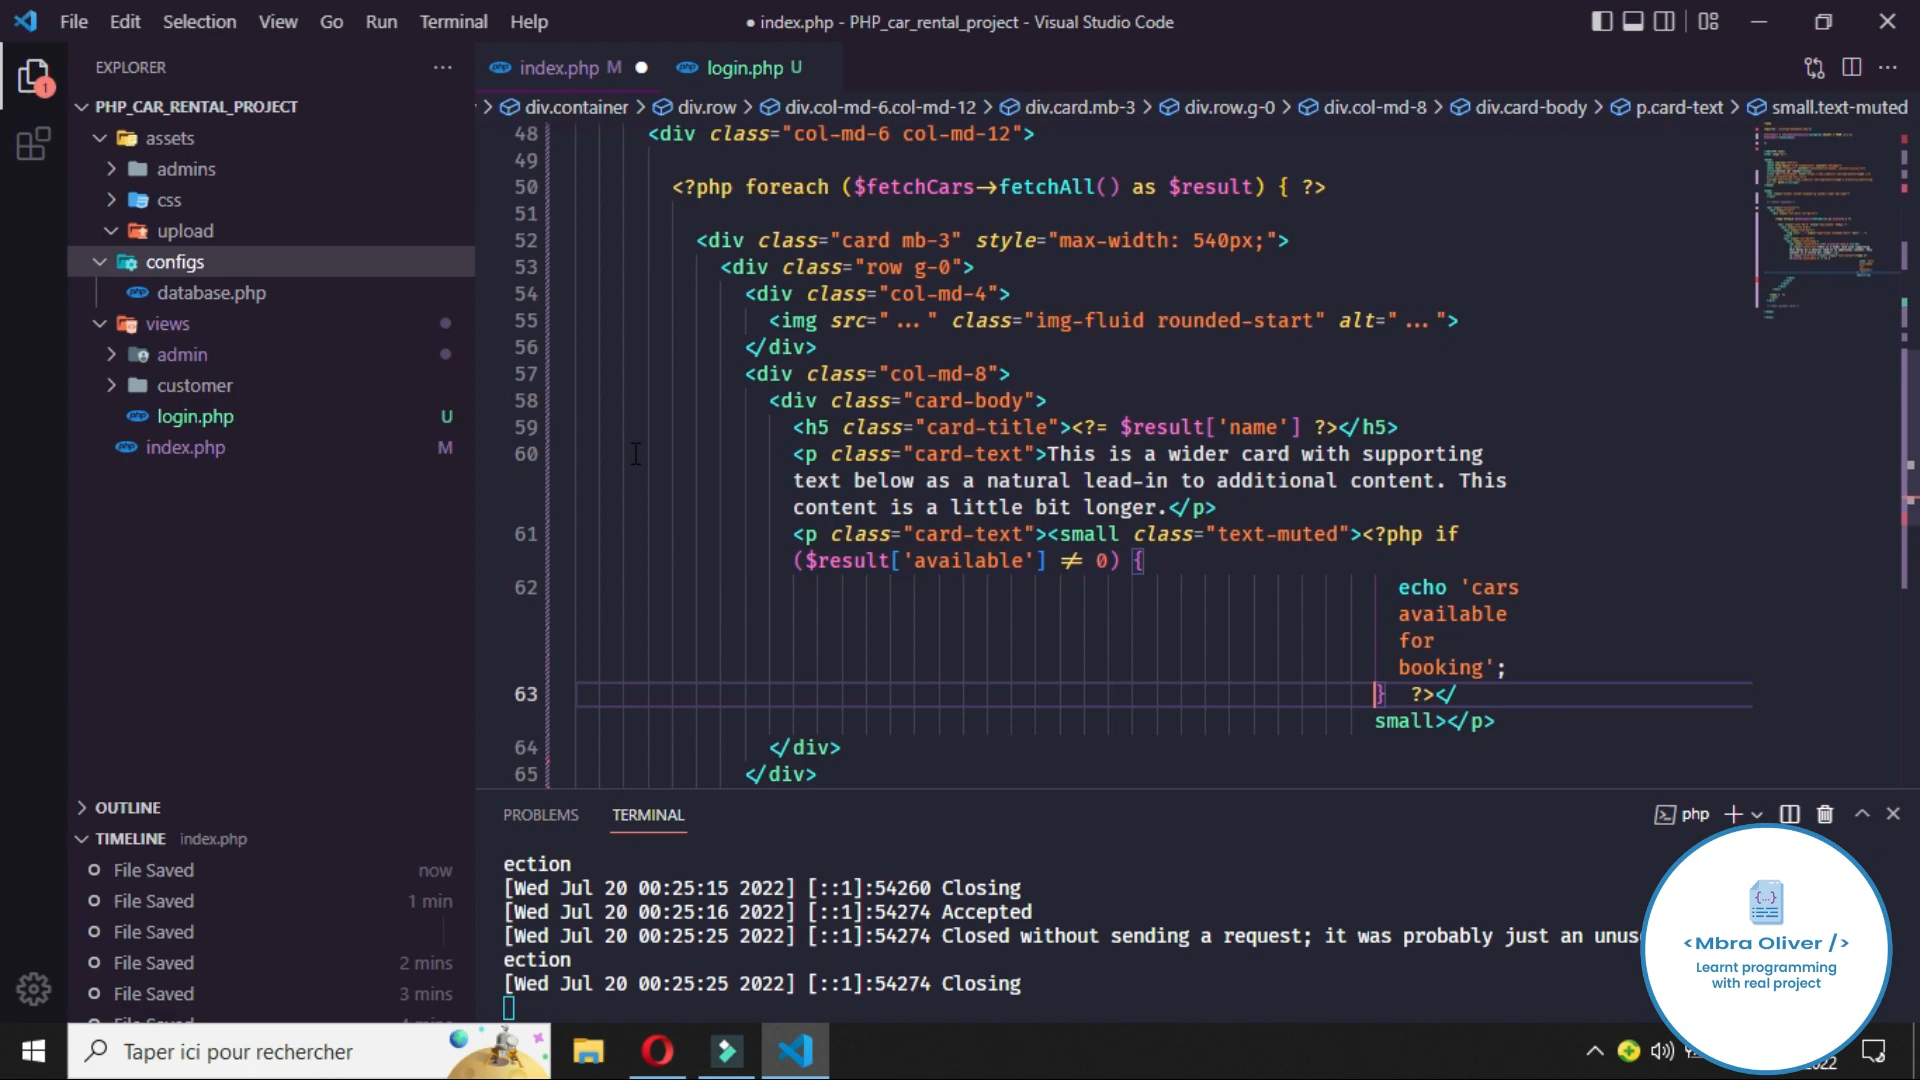 File Edit Selection View Go Run Terminal Help
● index.php - PHP_car_rental_project - Visual Studio Code
EXPLORER
1
PHP_CAR_RENTAL_PROJECT
assets
admins
css
upload
configs
database.php
views
admin
customer
login.php U
index.php M
OUTLINE
TIMELINE index.php
File Saved now
File Saved 1 min
File Saved
File Saved 2 mins
File Saved 3 mins
index.php M
login.php U
div.container > div.row > div.col-md-6.col-md-12 > div.card.mb-3 > div.row.g-0 > div.col-md-8 > div.card-body > p.card-text > small.text-muted
48 <div class="col-md-6 col-md-12">
49
50 <?php foreach ($fetchCars->fetchAll() as $result) { ?>
51
52 <div class="card mb-3" style="max-width: 540px;">
53 <div class="row g-0">
54 <div class="col-md-4">
55 <img src="..." class="img-fluid rounded-start" alt="...">
56 </div>
57 <div class="col-md-8">
58 <div class="card-body">
59 <h5 class="card-title"><?= $result['name'] ?></h5>
60 <p class="card-text">This is a wider card with supporting
text below as a natural lead-in to additional content. This
content is a little bit longer.</p>
61 <p class="card-text"><small class="text-muted"><?php if
($result['available'] != 0) {
62 echo 'cars
available
for
booking';
63 } ?></
small></p>
64 </div>
65 </div>
PROBLEMS TERMINAL
php
ection
[Wed Jul 20 00:25:15 2022] [::1]:54260 Closing
[Wed Jul 20 00:25:16 2022] [::1]:54274 Accepted
[Wed Jul 20 00:25:25 2022] [::1]:54274 Closed without sending a request; it was probably just an unus
ection
[Wed Jul 20 00:25:25 2022] [::1]:54274 Closing
{...}
<Mbra Oliver />
Learnt programming
with real project
Taper ici pour rechercher